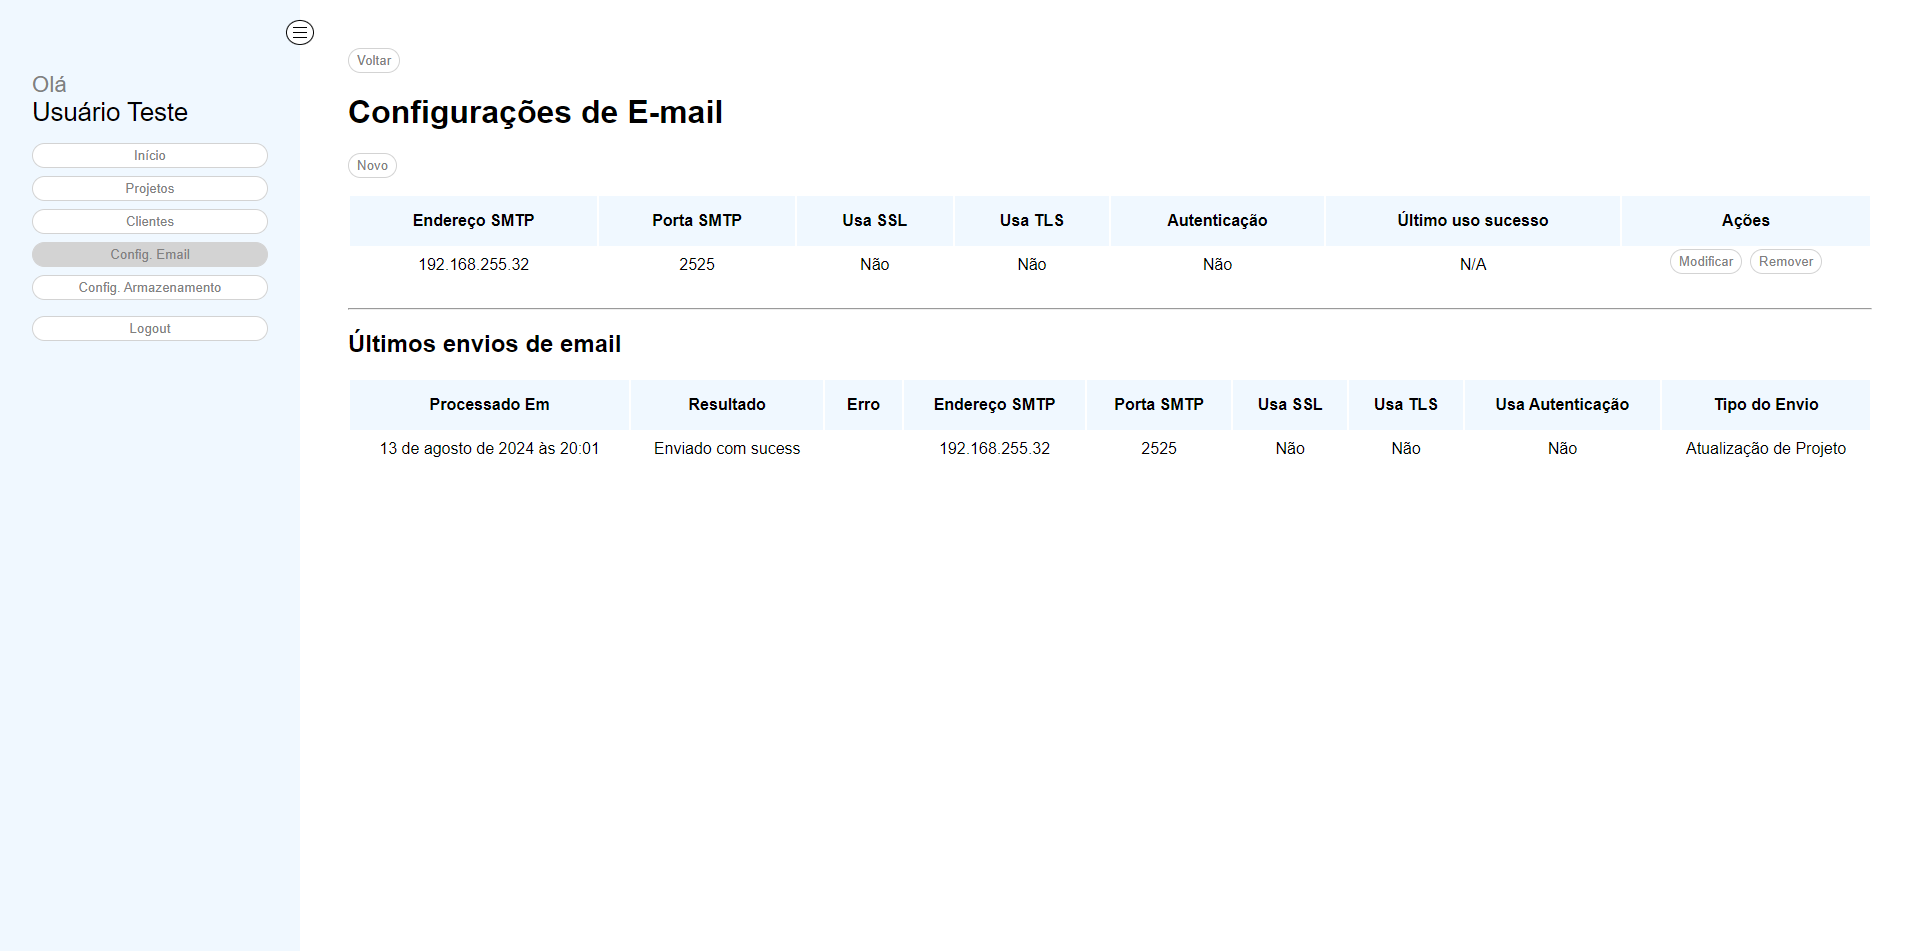 Olá
Usuário Teste
Início
Projetos
Clientes
Config. Email
Config. Armazenamento
Logout
Voltar
Configurações de E-mail
Novo
Endereço SMTP Porta SMTP Usa SSL Usa TLS Autenticação Último uso sucesso Ações
192.168.255.32 2525 Não Não Não N/A Modificar Remover
Últimos envios de email
Processado Em Resultado Erro Endereço SMTP Porta SMTP Usa SSL Usa TLS Usa Autenticação Tipo do Envio
13 de agosto de 2024 às 20:01 Enviado com sucess 192.168.255.32 2525 Não Não Não Atualização de Projeto